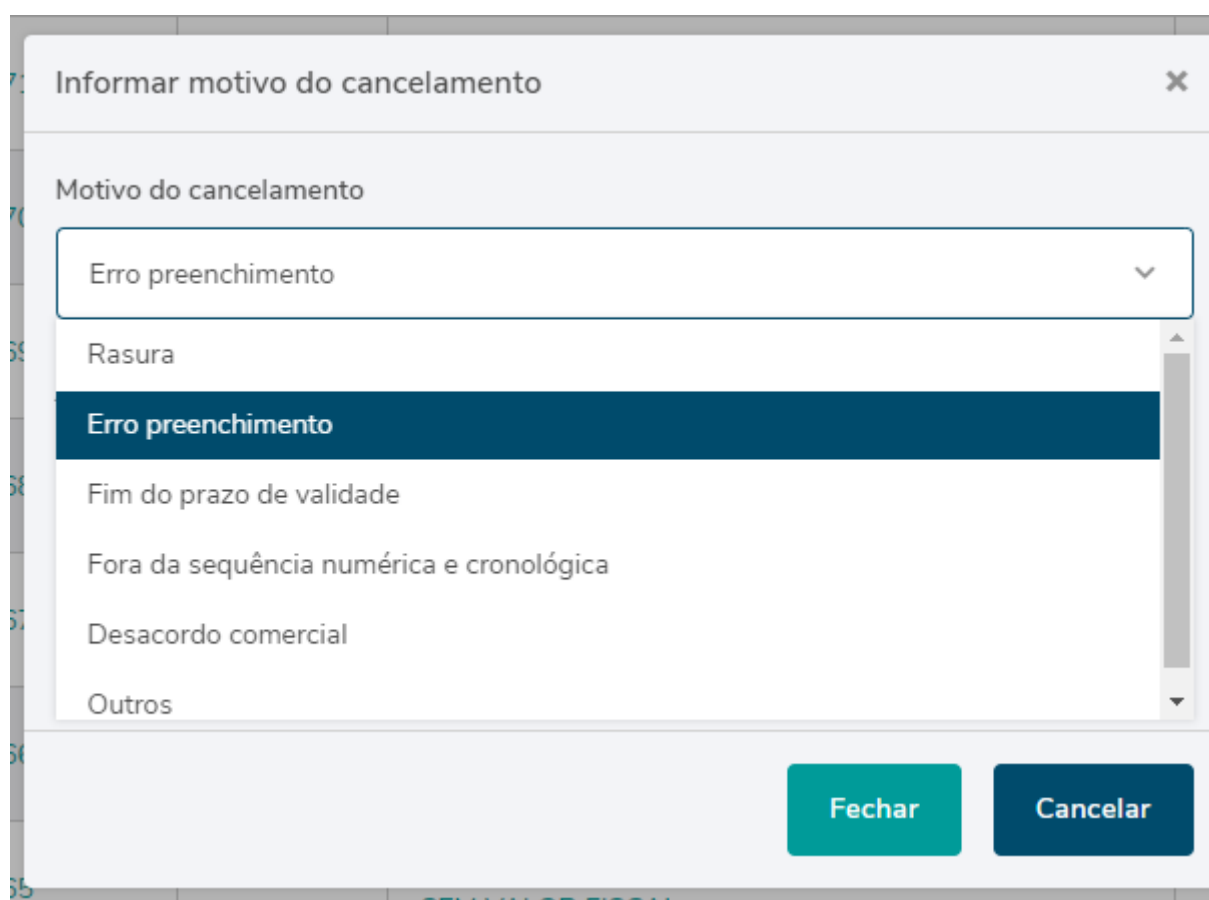 Informar motivo do cancelamento
Motivo do cancelamento
Erro preenchimento
Rasura
Erro preenchimento
Fim do prazo de validade
Fora da sequência numérica e cronológica
Desacordo comercial
Outros
Fechar Cancelar